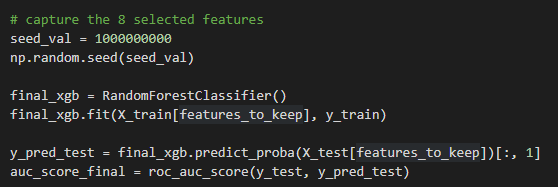 # capture the 8 selected features
seed_val = 1000000000
np.random.seed(seed_val)
final_xgb = RandomForestClassifier()
final_xgb.fit(X_train[features_to_keep], y_train)
y_pred_test = final_xgb.predict_proba(X_test[features_to_keep])[:, 1]
auc_score_final = roc_auc_score(y_test, y_pred_test)